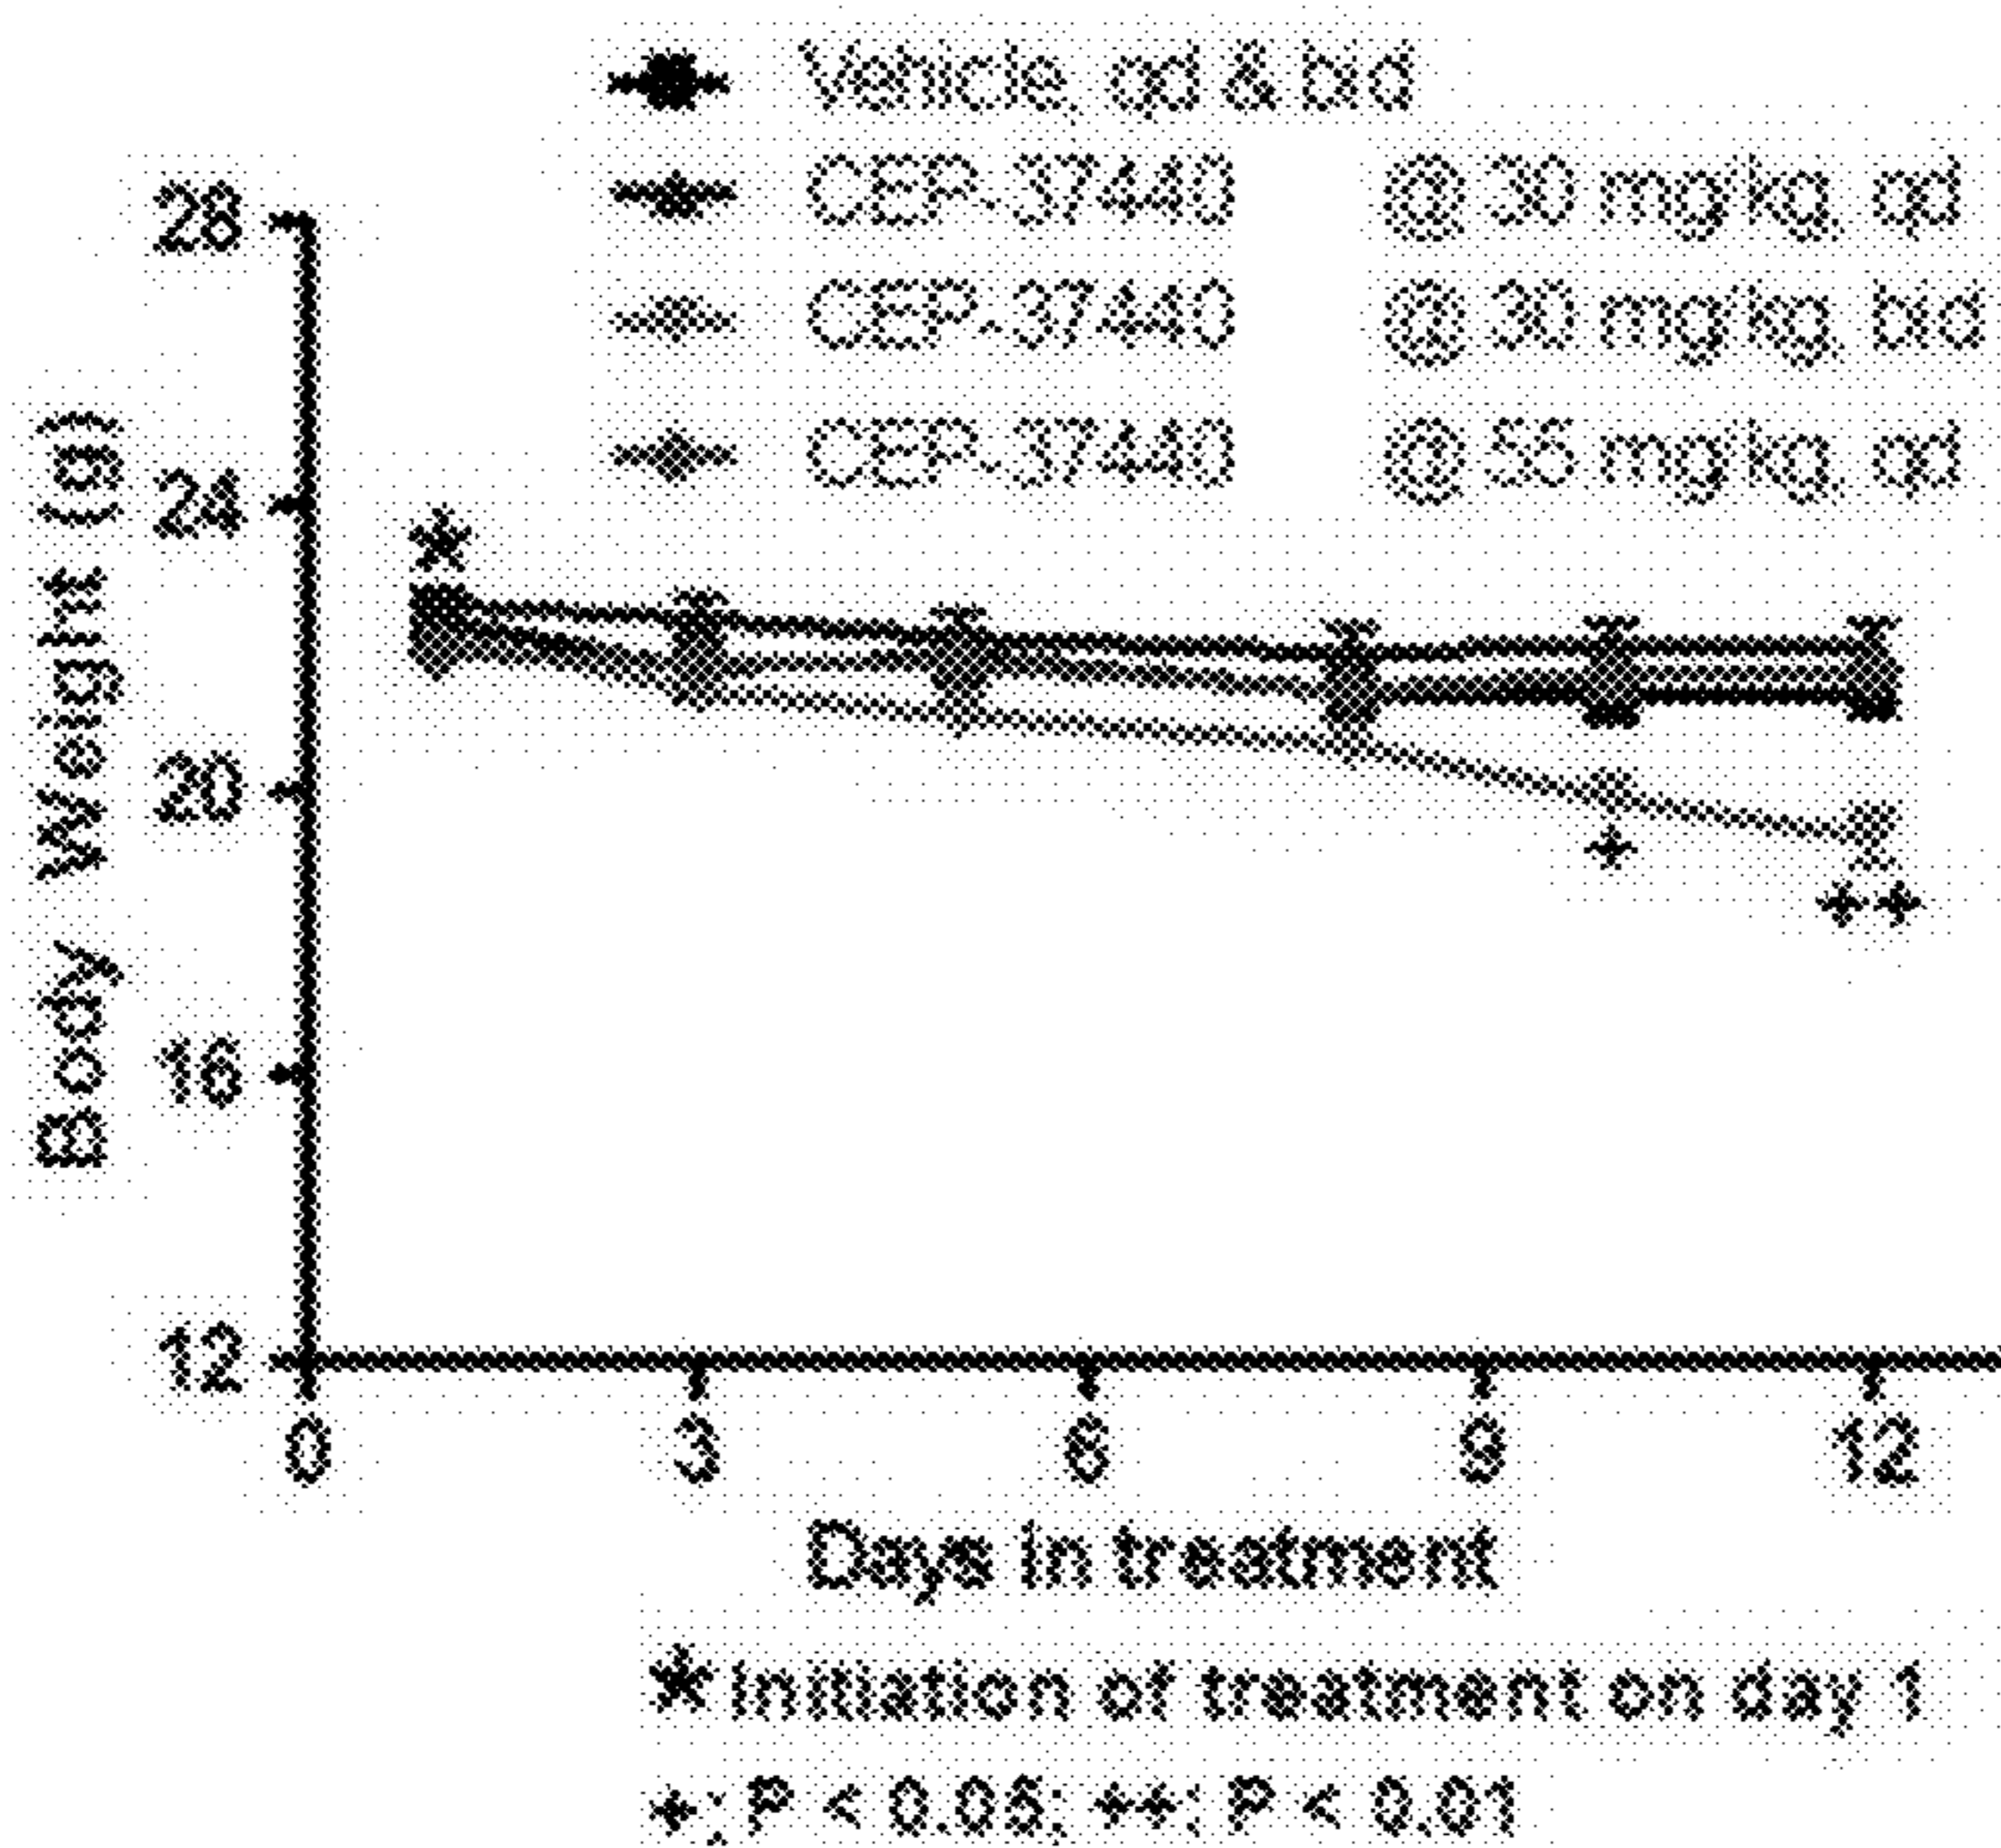 Vehicle, qd & bid
CEP-37440 @ 30 mg/kg, qd
CEP-37440 @ 30 mg/kg, bid
CEP-37440 @ 55 mg/kg, qd
28
24
20
16
12
Body Weight (g)
*
+
++
0 3 6 9 12
Days in treatment
* Initiation of treatment on day 1
+: P < 0.05; ++: P < 0.01